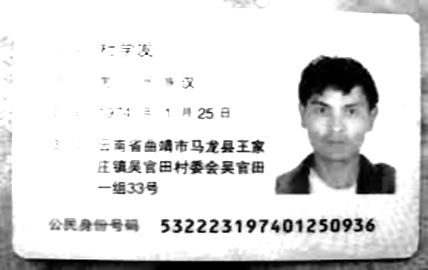 村学发
汉
1974 年 1 月 25 日
云南省曲靖市马龙县王家
庄镇吴官田村委会吴官田
一组33号
公民身份号码 532223197401250936